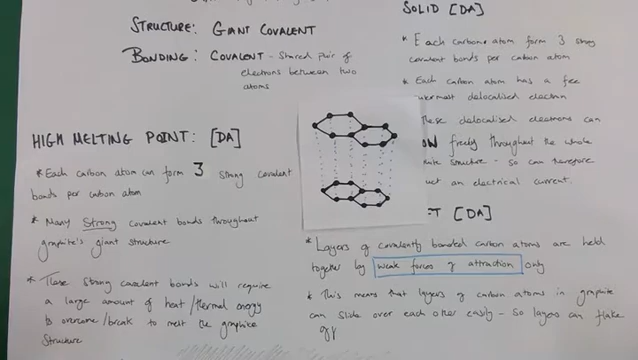 STRUCTURE: GIANT COVALENT
BONDING: COVALENT - Shared pair of
electrons between two
atoms
HIGH MELTING POINT: [DA]
* Each carbon atom can form 3 strong covalent
bonds per carbon atom
* Many Strong covalent bonds throughout
graphite's giant structure
* These strong covalent bonds will require
a large amount of heat/thermal energy
to overcome/break to melt the graphite
structure
SOLID [DA]
* Each carbon atom form 3 strong
covalent bonds per carbon atom
* Each carbon atom has a free
outermost delocalised electron
these delocalised electrons can
freely throughout the whole
structure - so can therefore
an electrical current.
[DA]
* Layers of covalently bonded carbon atoms are held
together by weak forces of attraction only
* This means that layers of carbon atoms in graphite
can slide over each other easily - so layers can flake